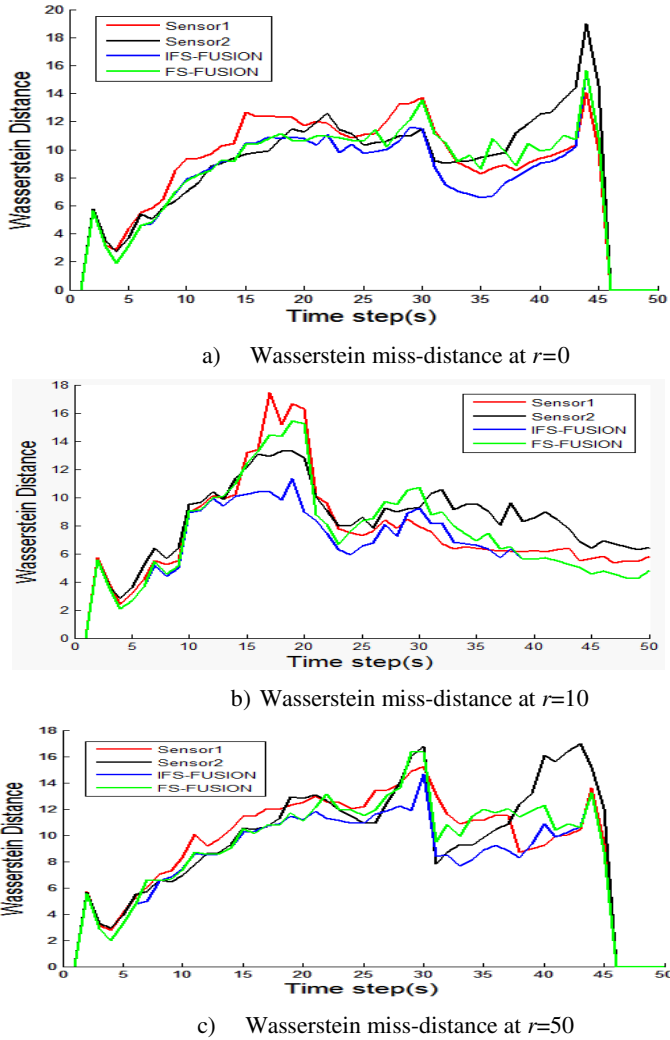 20
18
16
14
12
10
8
6
4
2
0
Wasserstein Distance
Sensor1
Sensor2
IFS-FUSION
FS-FUSION
0 5 10 15 20 25 30 35 40 45 50
Time step(s)
a) Wasserstein miss-distance at r=0
18
16
14
12
10
8
6
4
2
0
Wasserstein Distance
Sensor1
Sensor2
IFS-FUSION
FS-FUSION
0 5 10 15 20 25 30 35 40 45 50
Time step(s)
b) Wasserstein miss-distance at r=10
18
16
14
12
10
8
6
4
2
0
Wasserstein Distance
Sensor1
Sensor2
IFS-FUSION
FS-FUSION
0 5 10 15 20 25 30 35 40 45 50
Time step(s)
c) Wasserstein miss-distance at r=50